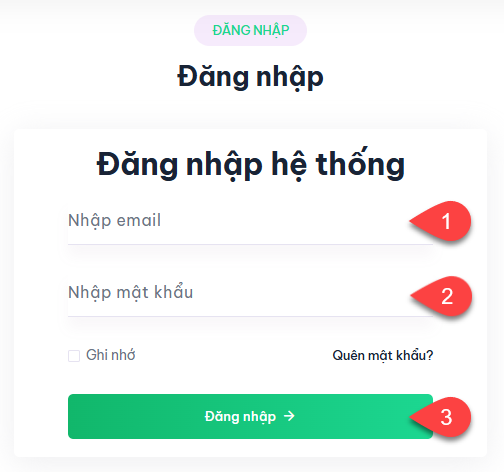 ĐĂNG NHẬP
Đăng nhập
Đăng nhập hệ thống
Nhập email 1
Nhập mật khẩu 2
Ghi nhớ Quên mật khẩu?
Đăng nhập → 3